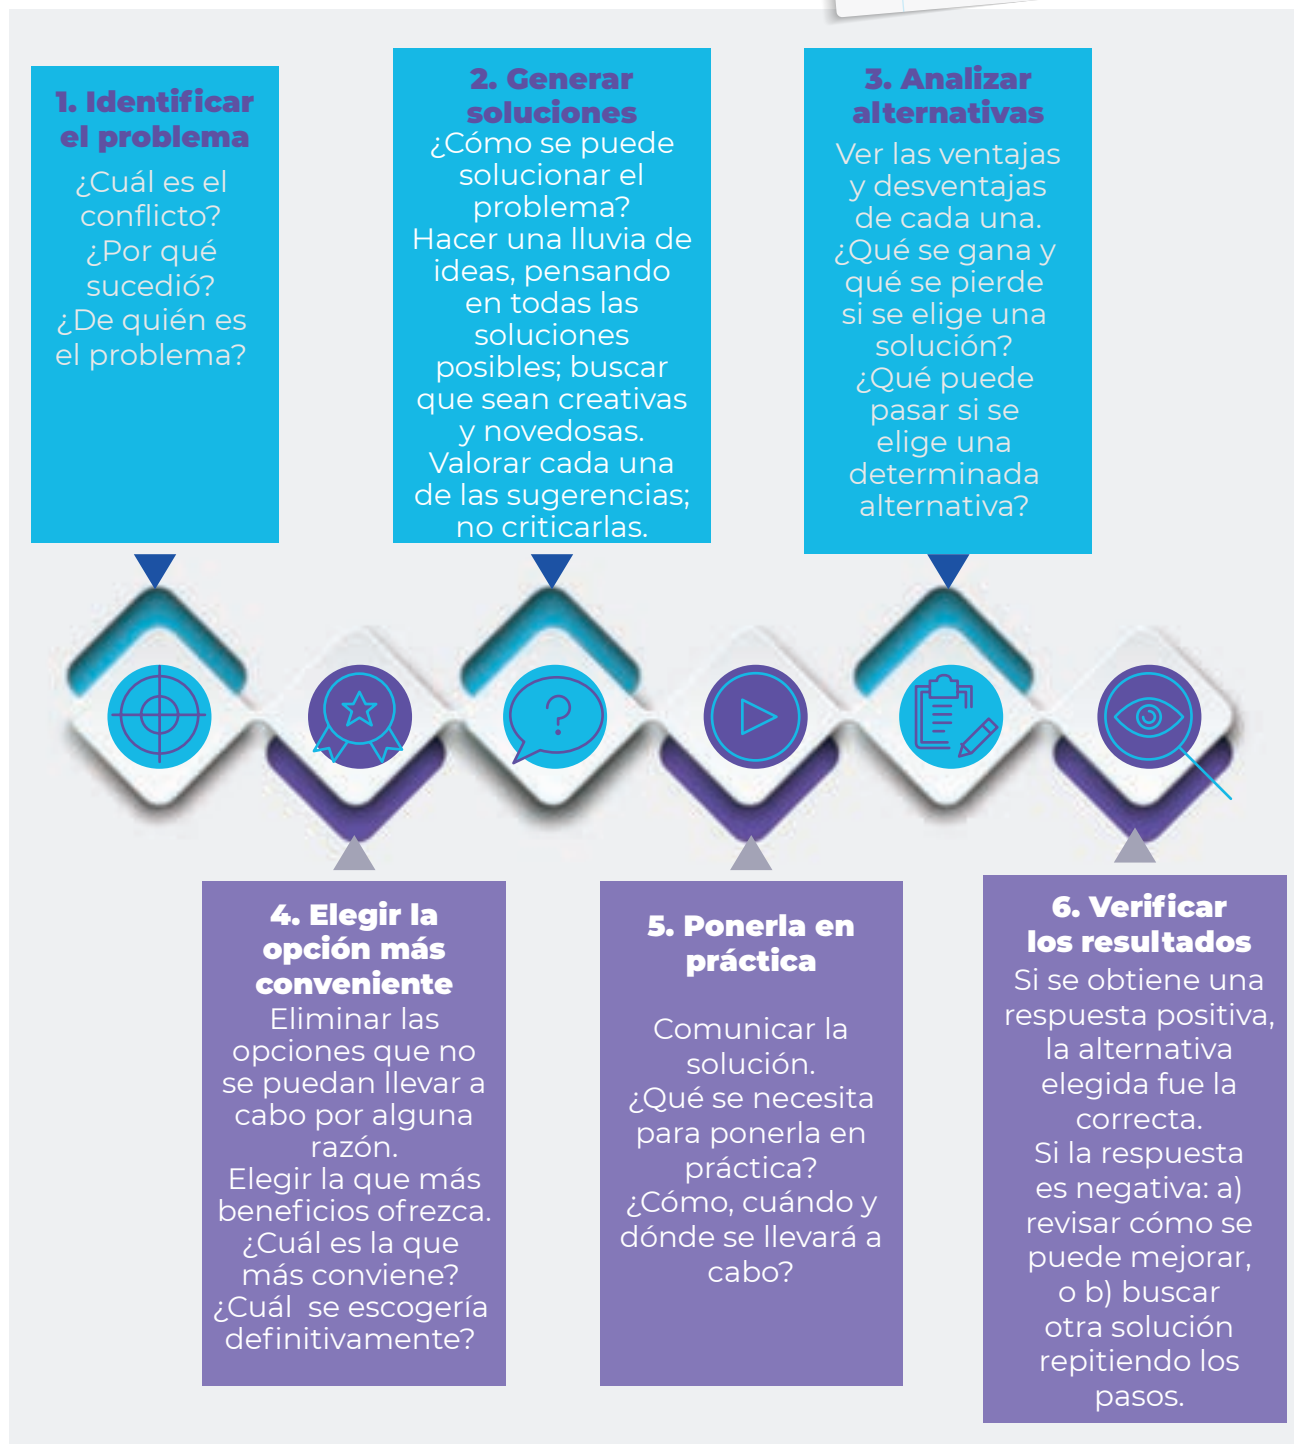 1. Identificar
el problema
¿Cuál es el
conflicto?
¿Por qué
sucedió?
¿De quién es
el problema?
2. Generar
soluciones
¿Cómo se puede
solucionar el
problema?
Hacer una lluvia de
ideas, pensando
en todas las
soluciones
posibles; buscar
que sean creativas
y novedosas.
Valorar cada una
de las sugerencias;
no criticarlas.
3. Analizar
alternativas
Ver las ventajas
y desventajas
de cada una.
¿Qué se gana y
qué se pierde
si se elige una
solución?
¿Qué puede
pasar si se
elige una
determinada
alternativa?
4. Elegir la
opción más
conveniente
Eliminar las
opciones que no
se puedan llevar a
cabo por alguna
razón.
Elegir la que más
beneficios ofrezca.
¿Cuál es la que
más conviene?
¿Cuál se escogería
definitivamente?
5. Ponerla en
práctica
Comunicar la
solución.
¿Qué se necesita
para ponerla en
práctica?
¿Cómo, cuándo y
dónde se llevará a
cabo?
6. Verificar
los resultados
Si se obtiene una
respuesta positiva,
la alternativa
elegida fue la
correcta.
Si la respuesta
es negativa: a)
revisar cómo se
puede mejorar,
o b) buscar
otra solución
repitiendo los
pasos.